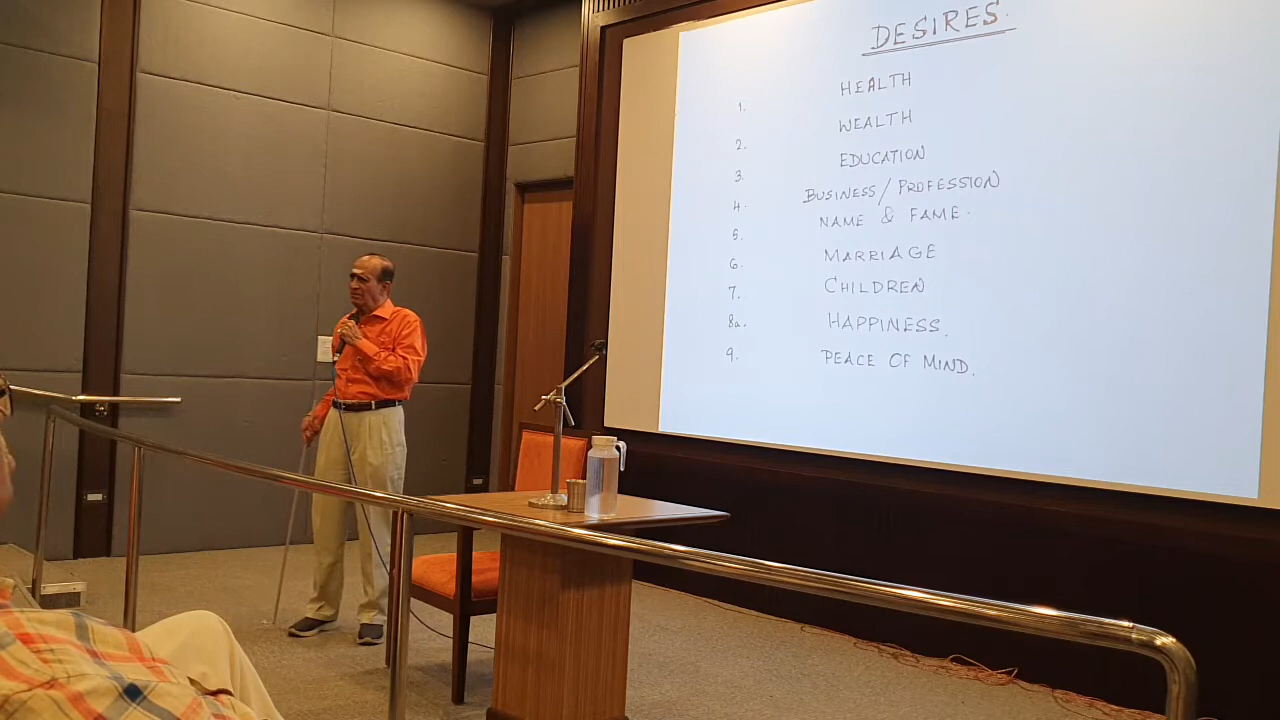 DESIRES.
1. HEALTH
2. WEALTH
3. EDUCATION
4. BUSINESS/PROFESSION
5. NAME & FAME.
6. MARRIAGE
7. CHILDREN
8a. HAPPINESS.
9. PEACE OF MIND.